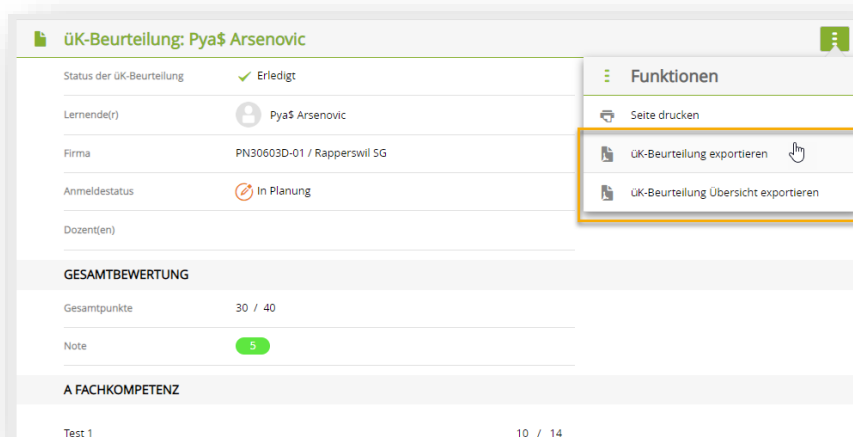 üK-Beurteilung: Pya$ Arsenovic
Status der üK-Beurteilung Erledigt
Lernende(r) Pya$ Arsenovic
Firma PN30603D-01 / Rapperswil SG
Anmeldestatus In Planung
Dozent(en)
GESAMTBEWERTUNG
Gesamtpunkte 30 / 40
Note 5
A FACHKOMPETENZ
Test 1 10 / 14
Funktionen
Seite drucken
üK-Beurteilung exportieren
üK-Beurteilung Übersicht exportieren